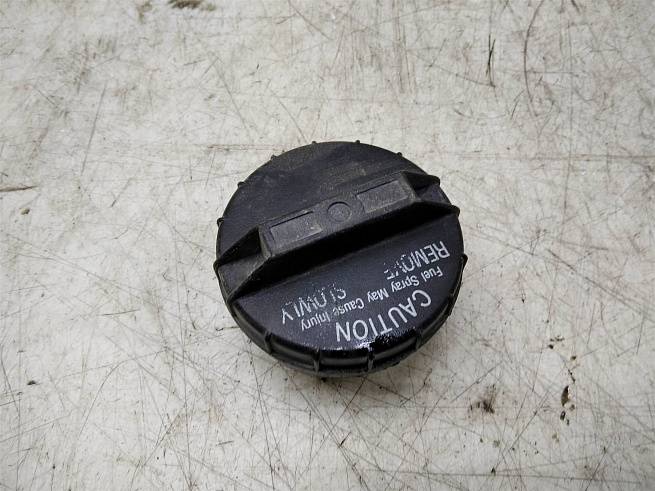 CAUTION
Fuel Spray May Cause Injury
REMOVE
SLOWLY